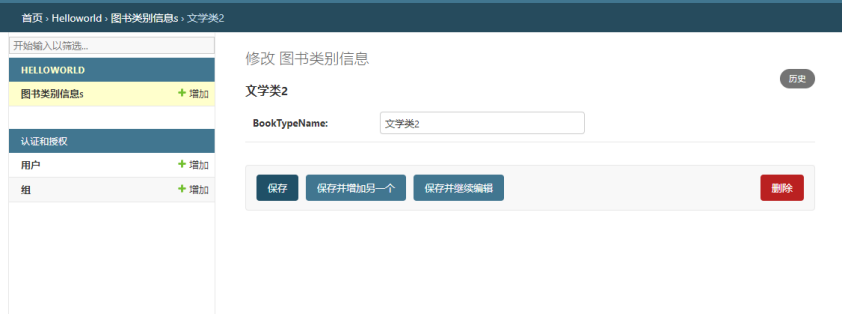 首页 › Helloworld › 图书类别信息s › 文学类2
开始输入以筛选...
HELLOWORLD
图书类别信息s + 增加
认证和授权
用户 + 增加
组 + 增加
修改 图书类别信息
历史
文学类2
BookTypeName: 文学类2
保存 保存并增加另一个 保存并继续编辑 删除